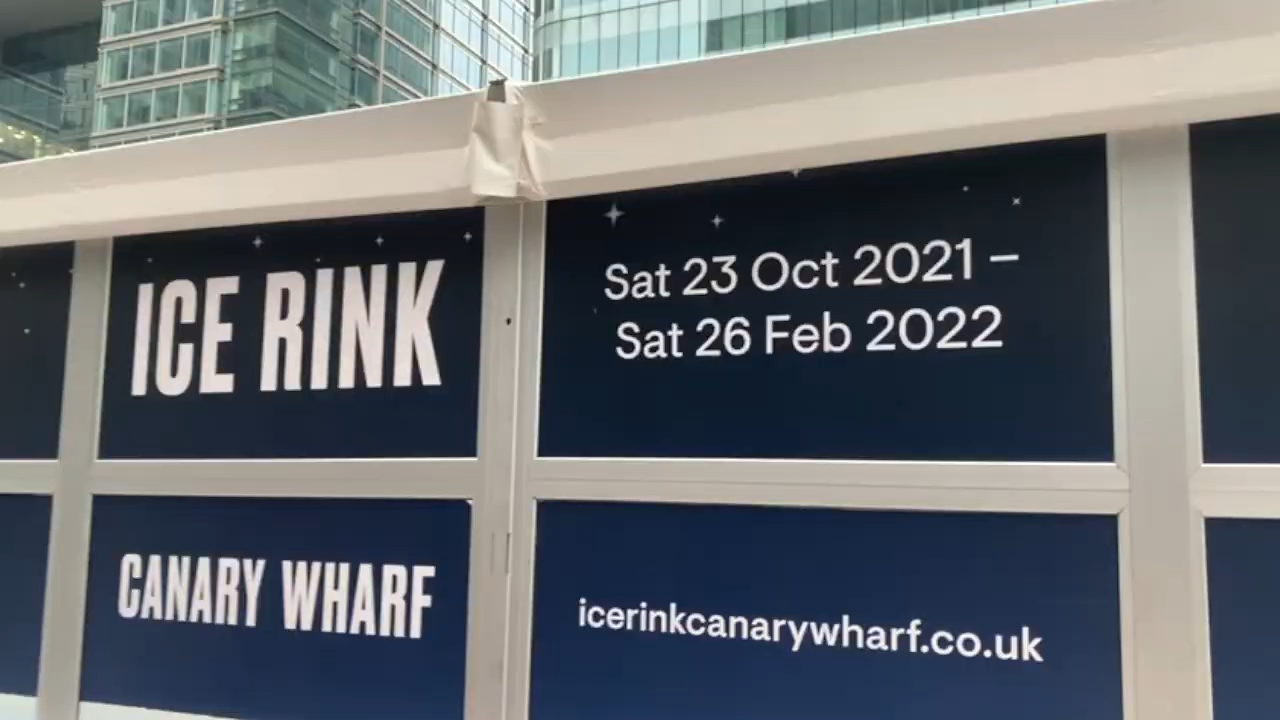 ICE RINK
Sat 23 Oct 2021 –
Sat 26 Feb 2022
CANARY WHARF
icerinkcanarywharf.co.uk